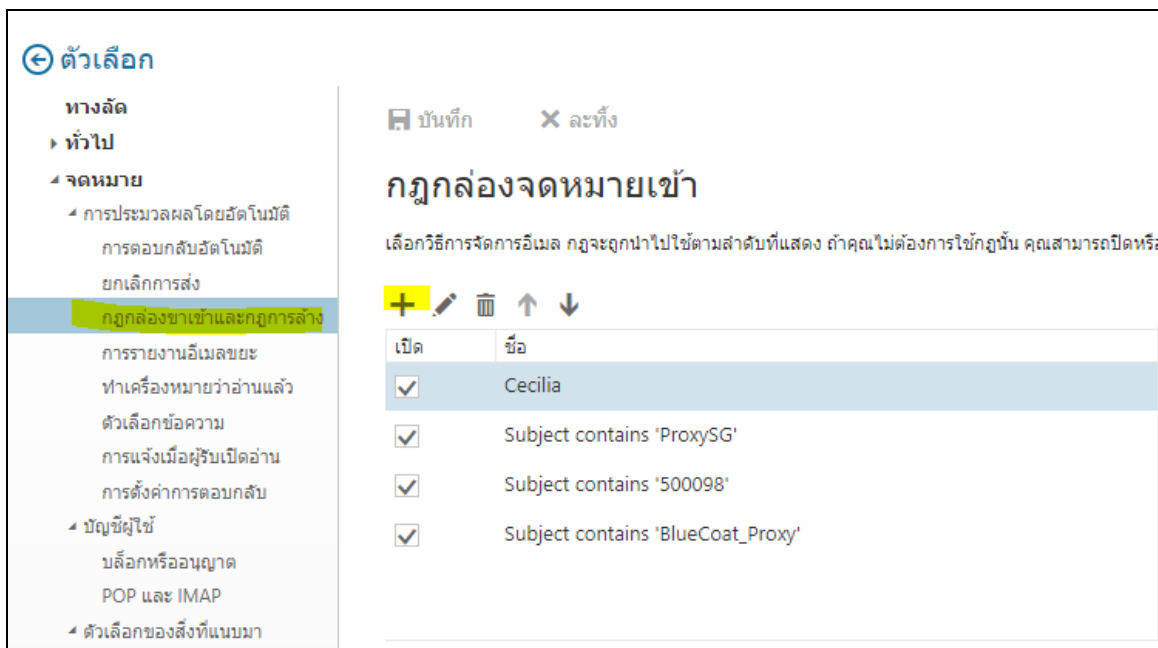 ตัวเลือก
ทางลัด
ทั่วไป
จดหมาย
การประมวลผลโดยอัตโนมัติ
การตอบกลับอัตโนมัติ
ยกเลิกการส่ง
กฎกล่องขาเข้าและกฎการล้าง
การรายงานอีเมลขยะ
ทำเครื่องหมายว่าอ่านแล้ว
ตัวเลือกข้อความ
การแจ้งเมื่อผู้รับเปิดอ่าน
การตั้งค่าการตอบกลับ
บัญชีผู้ใช้
บล็อกหรืออนุญาต
POP และ IMAP
ตัวเลือกของสิ่งที่แนบมา
บันทึก ละทิ้ง
กฎกล่องจดหมายเข้า
เลือกวิธีการจัดการอีเมล กฎจะถูกนำไปใช้ตามลำดับที่แสดง ถ้าคุณไม่ต้องการใช้กฎนั้น คุณสามารถปิดหรือ
เปิด ชื่อ
Cecilia
Subject contains 'ProxySG'
Subject contains '500098'
Subject contains 'BlueCoat_Proxy'